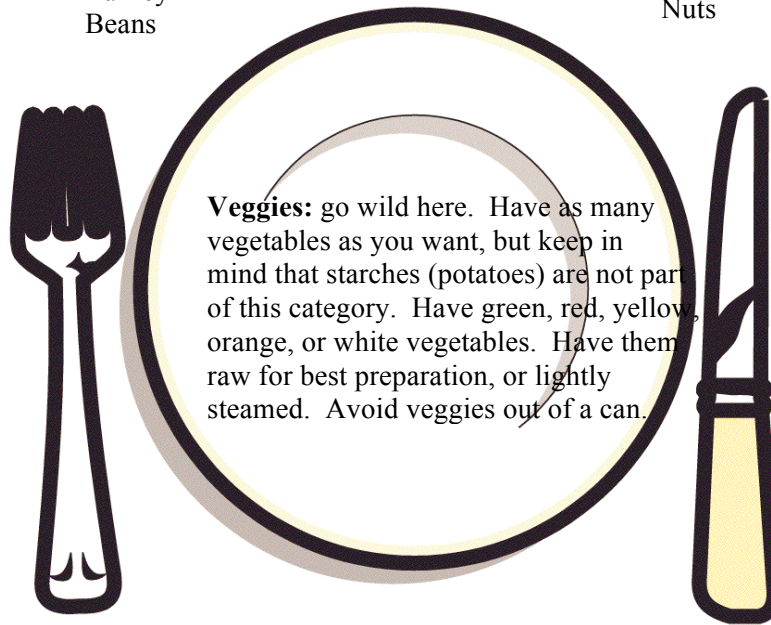 Beans
Nuts
Veggies: go wild here.  Have as many
vegetables as you want, but keep in
mind that starches (potatoes) are not part
of this category.  Have green, red, yellow,
orange, or white vegetables.  Have them
raw for best preparation, or lightly
steamed.  Avoid veggies out of a can.